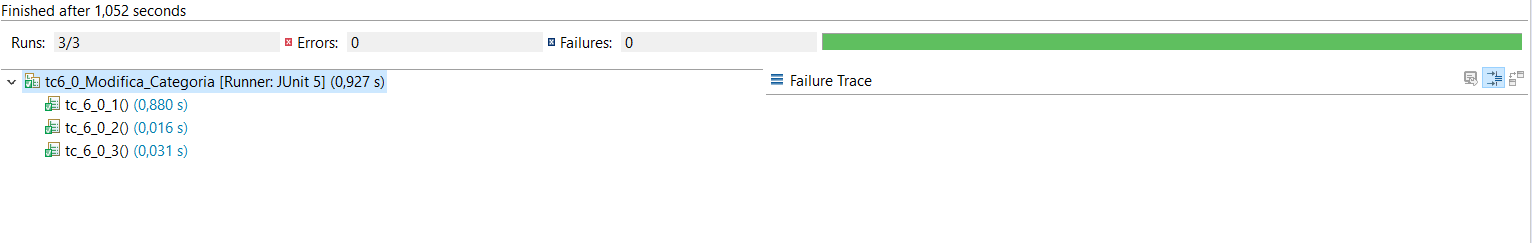 Finished after 1,052 seconds
Runs: 3/3 Errors: 0 Failures: 0
tc6_0_Modifica_Categoria [Runner: JUnit 5] (0,927 s)
Failure Trace
tc_6_0_1() (0,880 s)
tc_6_0_2() (0,016 s)
tc_6_0_3() (0,031 s)